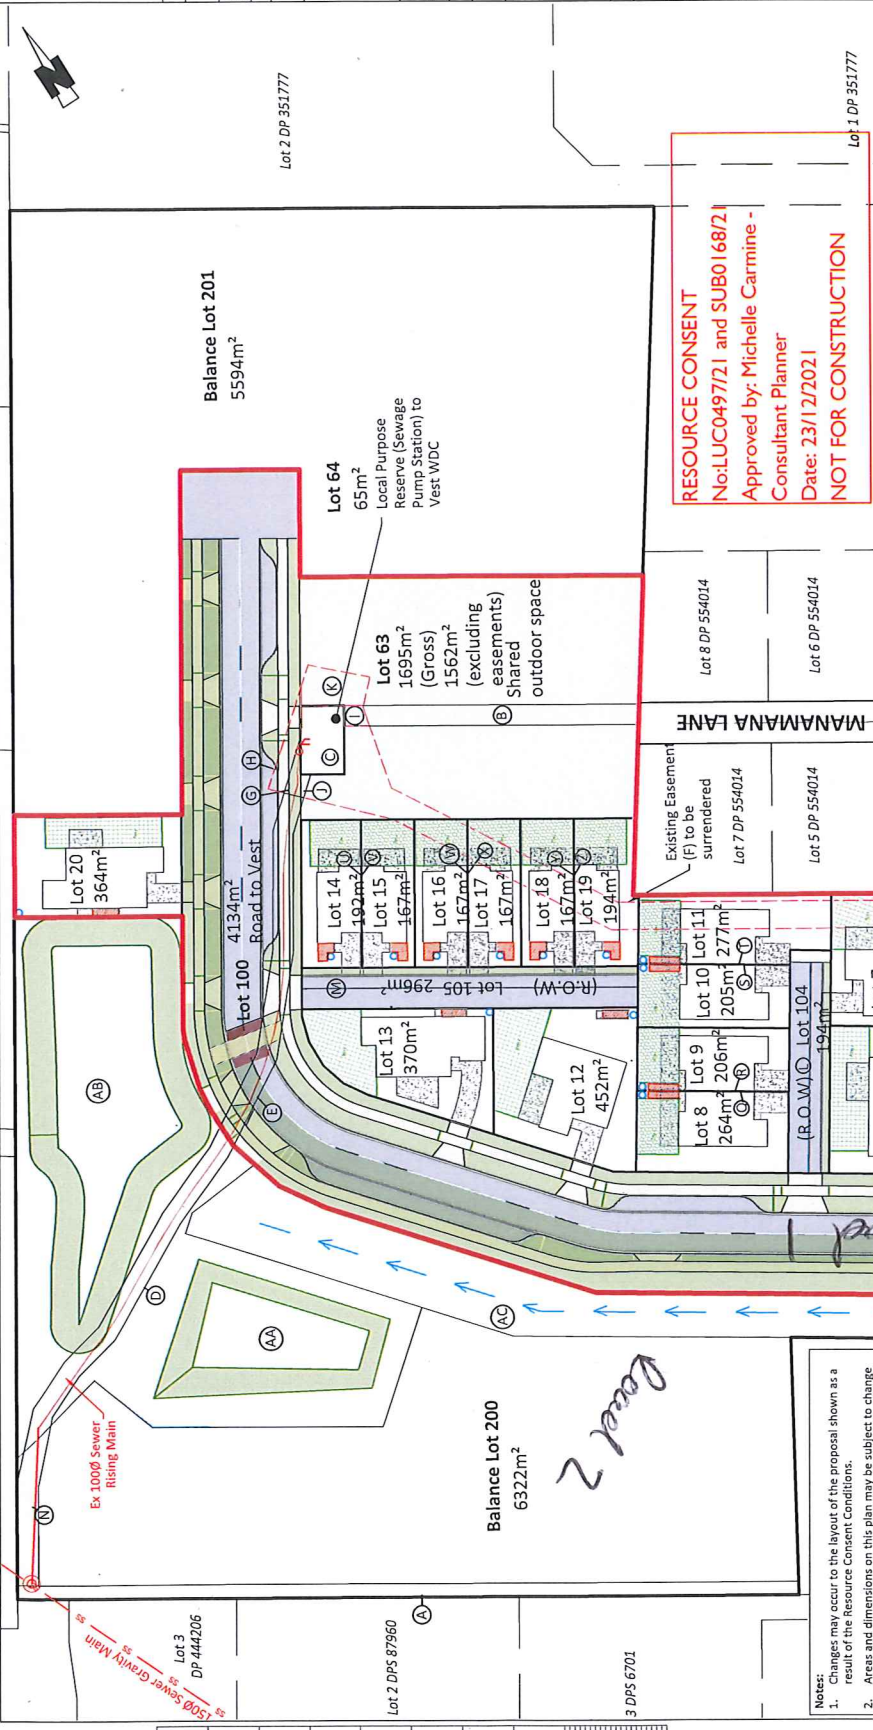 Lot 2 DP 351777
Lot 1 DP 351777
Balance Lot 201
5594m²
RESOURCE CONSENT
No:LUC0497/21 and SUB0168/21
Approved by: Michelle Carmine -
Consultant Planner
Date: 23/12/2021
NOT FOR CONSTRUCTION
Lot 64
65m²
Local Purpose
Reserve (Sewage
Pump Station) to
Vest WDC
Lot 63
1695m²
(Gross)
1562m²
(excluding
easements)
Shared
outdoor space
Lot 8 DP 554014
Lot 6 DP 554014
MANAMANA LANE
Lot 7 DP 554014
Lot 5 DP 554014
Existing Easement
(F) to be
surrendered
K
I
B
C
H
G
J
Lot 20
364m²
Lot 100
4134m²
Road to Vest
Lot 14
192m²
Lot 15
167m²
Lot 16
167m²
Lot 17
167m²
Lot 18
167m²
Lot 19
194m²
U
V
W
X
Y
Z
M
Lot 105 296m²
(R.O.W)
Lot 13
370m²
Lot 12
452m²
Lot 11
277m²
Lot 10
205m²
T
S
Lot 9
206m²
Lot 8
264m²
R
Q
(R.O.W) L Lot 104
194m²
AB
E
D
AA
AC
Ex 100Ø Sewer
Rising Main
N
Balance Lot 200
6322m²
2
1
A
150Ø Sewer Gravity Main
ss
ss
ss
ss
Lot 3
DP 444206
Lot 2 DPS 87960
3 DPS 6701
Notes:
1. Changes may occur to the layout of the proposal shown as a
result of the Resource Consent Conditions.
2. Areas and dimensions on this plan may be subject to change
N